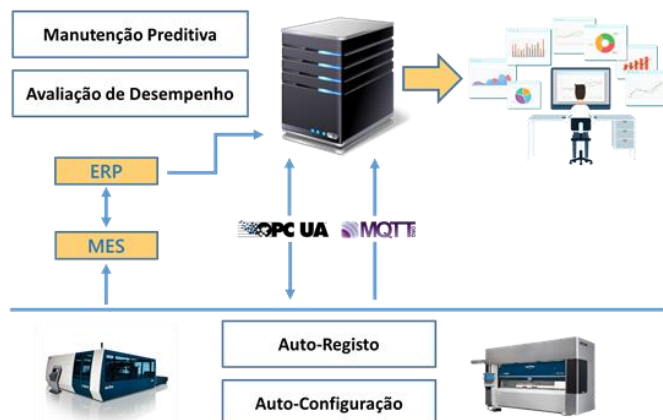 Manutenção Preditiva
Avaliação de Desempenho
ERP
MES
OPC UA
MQTT
Auto-Registo
Auto-Configuração